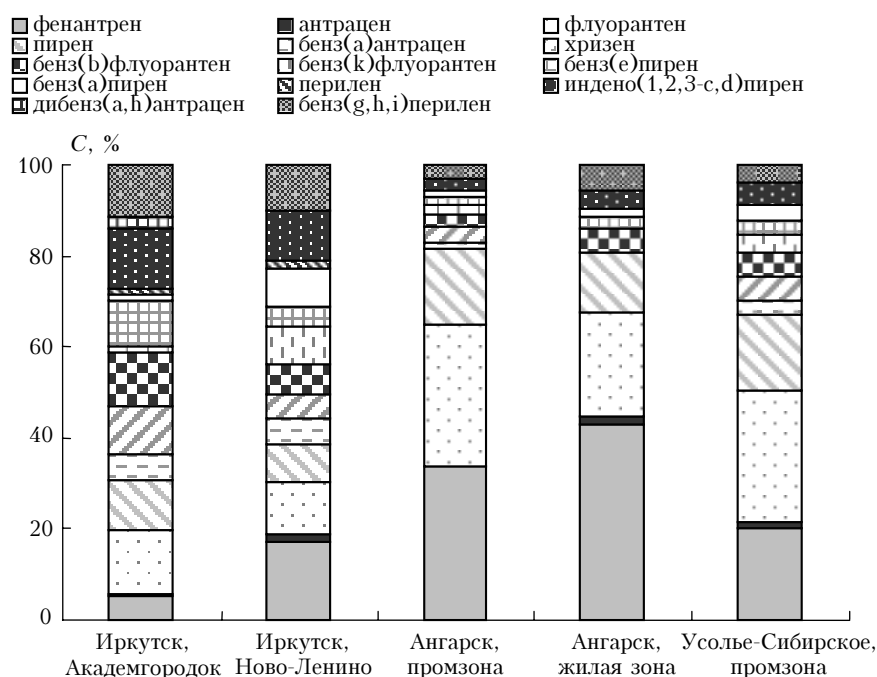 фенантрен антрацен флуорантен
пирен бенз(а)антрацен хризен
бенз(b)флуорантен бенз(k)флуорантен бенз(е)пирен
бенз(а)пирен перилен индено(1,2,3-c,d)пирен
дибенз(a,h)антрацен бенз(g,h,i)перилен
C, %
100
80
60
40
20
0
Иркутск, Иркутск, Ангарск, Ангарск, Усолье-Сибирское,
Академгородок Ново-Ленино промзона жилая зона промзона